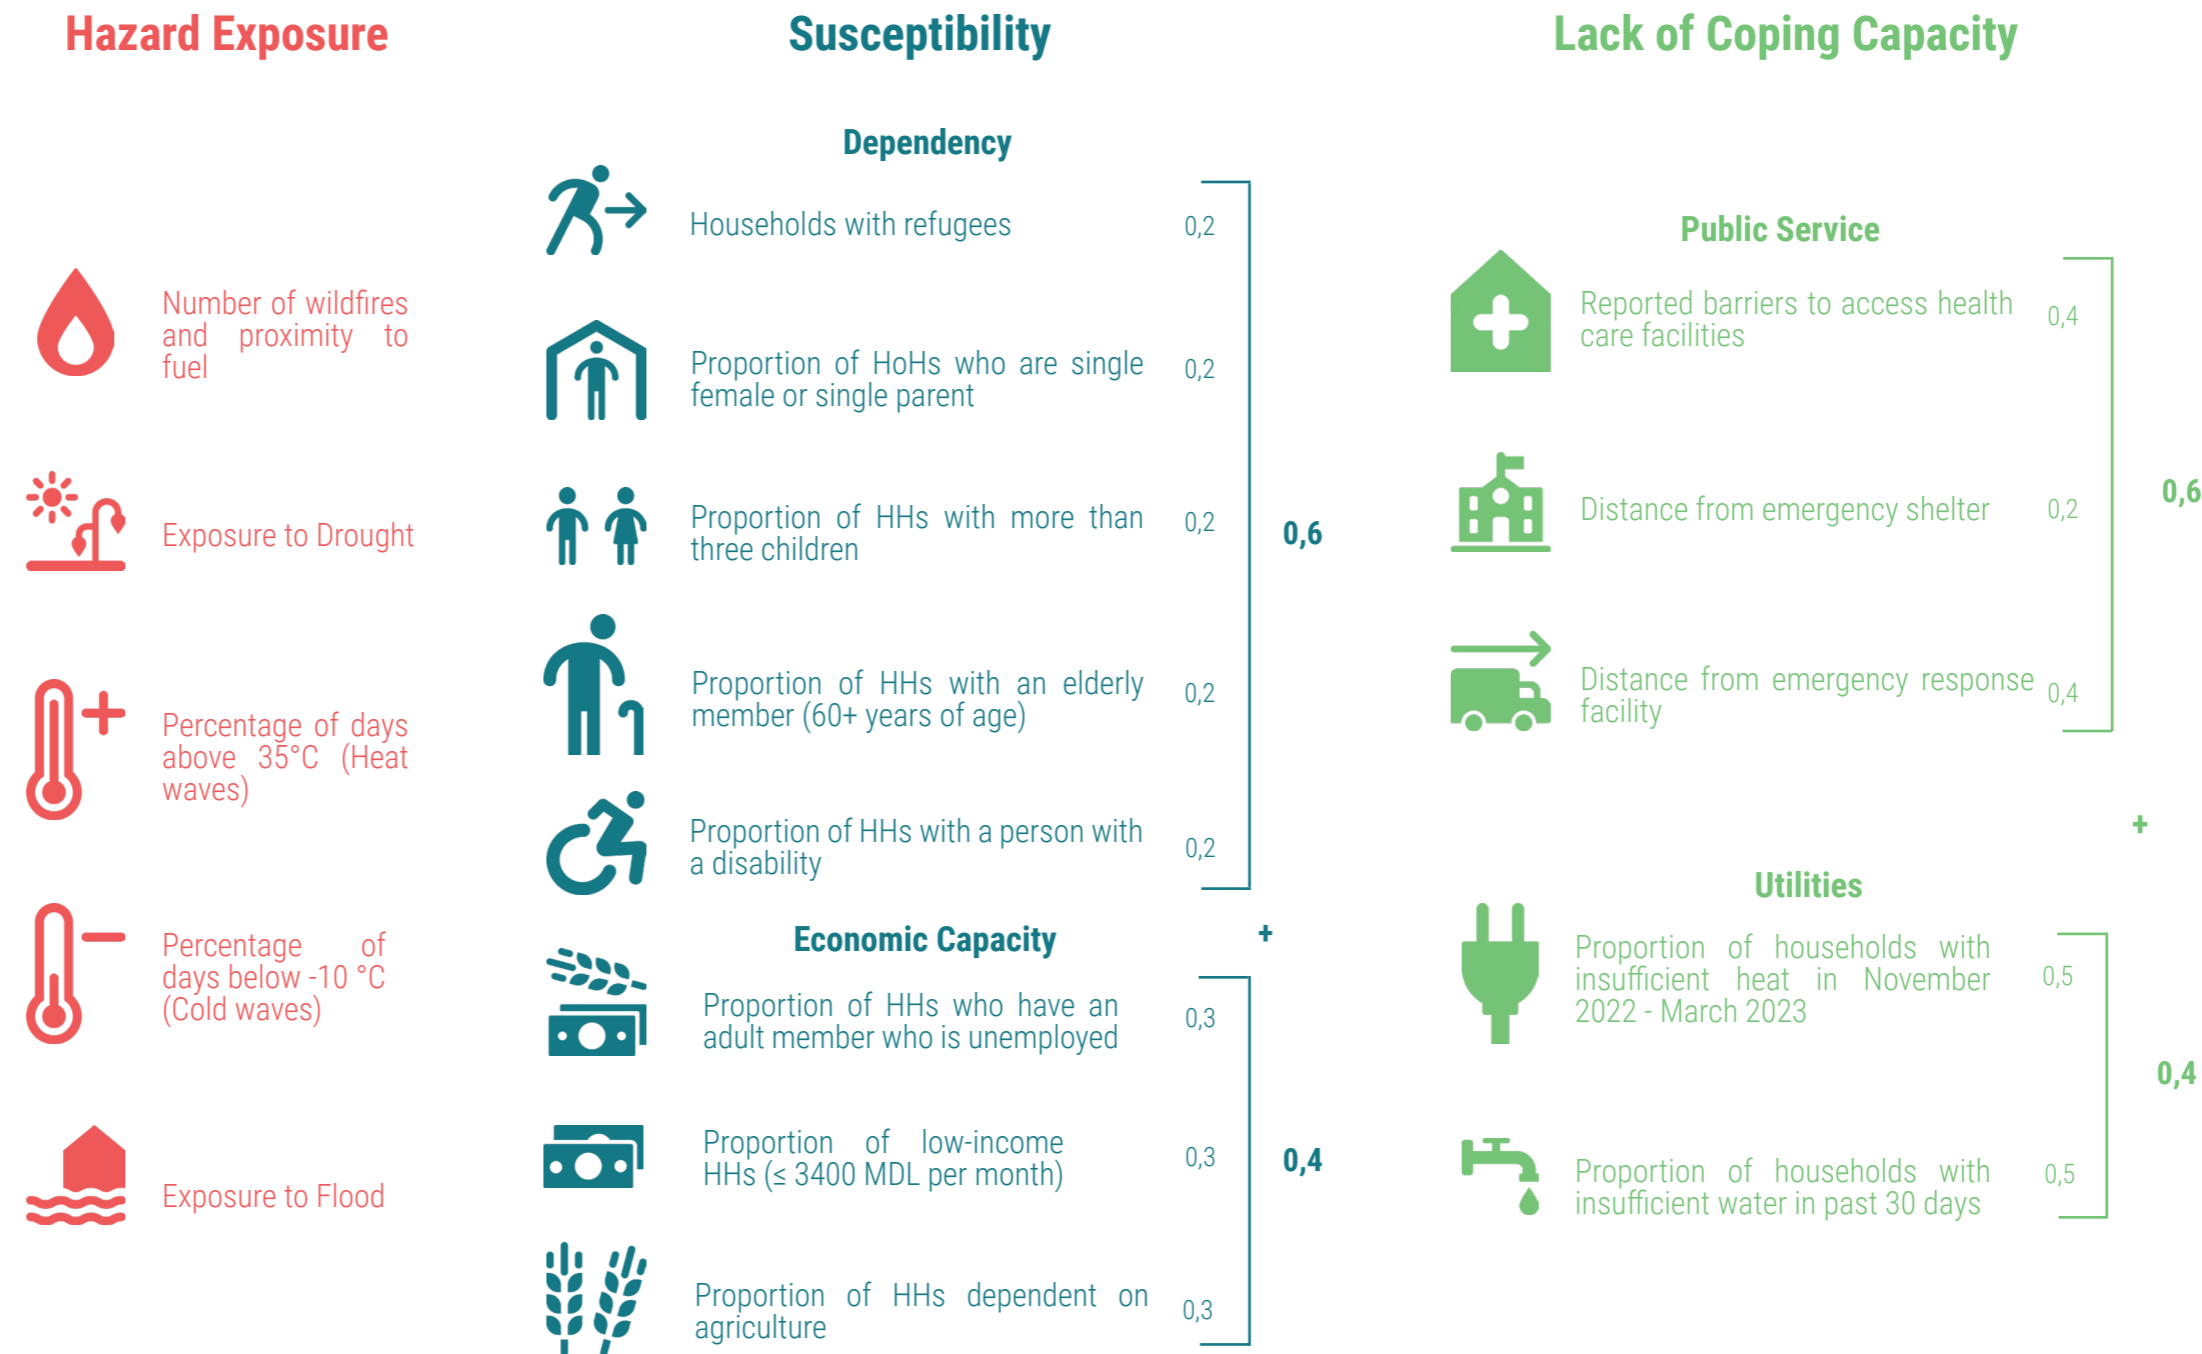 Hazard Exposure
Number of wildfires
and proximity to
fuel
Exposure to Drought
Percentage of days
above 35°C (Heat
waves)
Percentage of
days below -10 °C
(Cold waves)
Exposure to Flood
Susceptibility
Dependency
Households with refugees
0,2
Proportion of HoHs who are single
female or single parent
0,2
Proportion of HHs with more than
three children
0,2
Proportion of HHs with an elderly
member (60+ years of age)
0,2
Proportion of HHs with a person with
a disability
0,2
0,6
+
Economic Capacity
Proportion of HHs who have an
adult member who is unemployed
0,3
Proportion of low-income
HHs (≤ 3400 MDL per month)
0,3
Proportion of HHs dependent on
agriculture
0,3
0,4
Lack of Coping Capacity
Public Service
Reported barriers to access health
care facilities
0,4
Distance from emergency shelter
0,2
Distance from emergency response
facility
0,4
0,6
+
Utilities
Proportion of households with
insufficient heat in November
2022 - March 2023
0,5
Proportion of households with
insufficient water in past 30 days
0,5
0,4